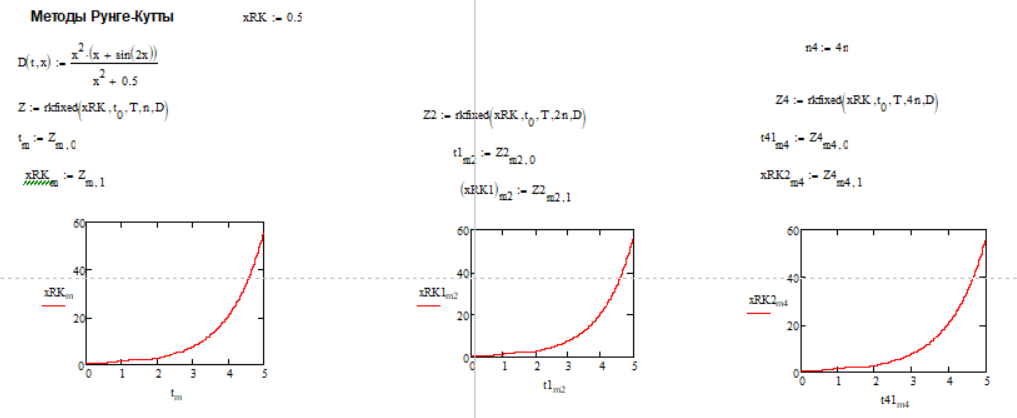 Методы Рунге-Кутты
xRK := 0.5
D(t,x) := x^2·(x + sin(2x)) / x^2 + 0.5
Z := rkfixed(xRK,t_0,T,n,D)
t_m := Z_m,0
xRK_m := Z_m,1
60
40
20
0
0 1 2 3 4 5
xRK_m
t_m
Z2 := rkfixed(xRK,t_0,T,2n,D)
t1_m2 := Z2_m2,0
(xRK1)_m2 := Z2_m2,1
60
40
20
0
0 1 2 3 4 5
xRK1_m2
t1_m2
n4 := 4n
Z4 := rkfixed(xRK,t_0,T,4n,D)
t41_m4 := Z4_m4,0
xRK2_m4 := Z4_m4,1
60
40
20
0
0 1 2 3 4 5
xRK2_m4
t41_m4